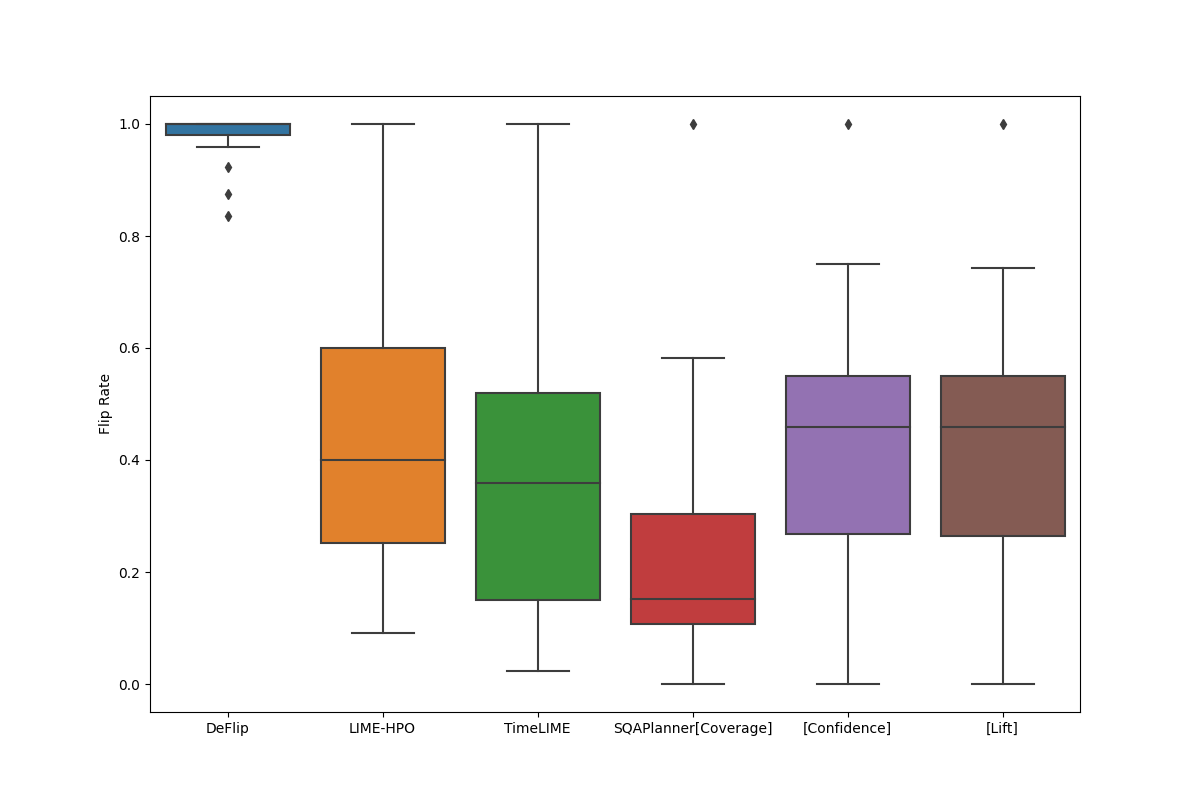 1.0
0.8
0.6
0.4
0.2
0.0
Flip Rate
DeFlip
LIME-HPO
TimeLIME
SQAPlanner[Coverage]
[Confidence]
[Lift]